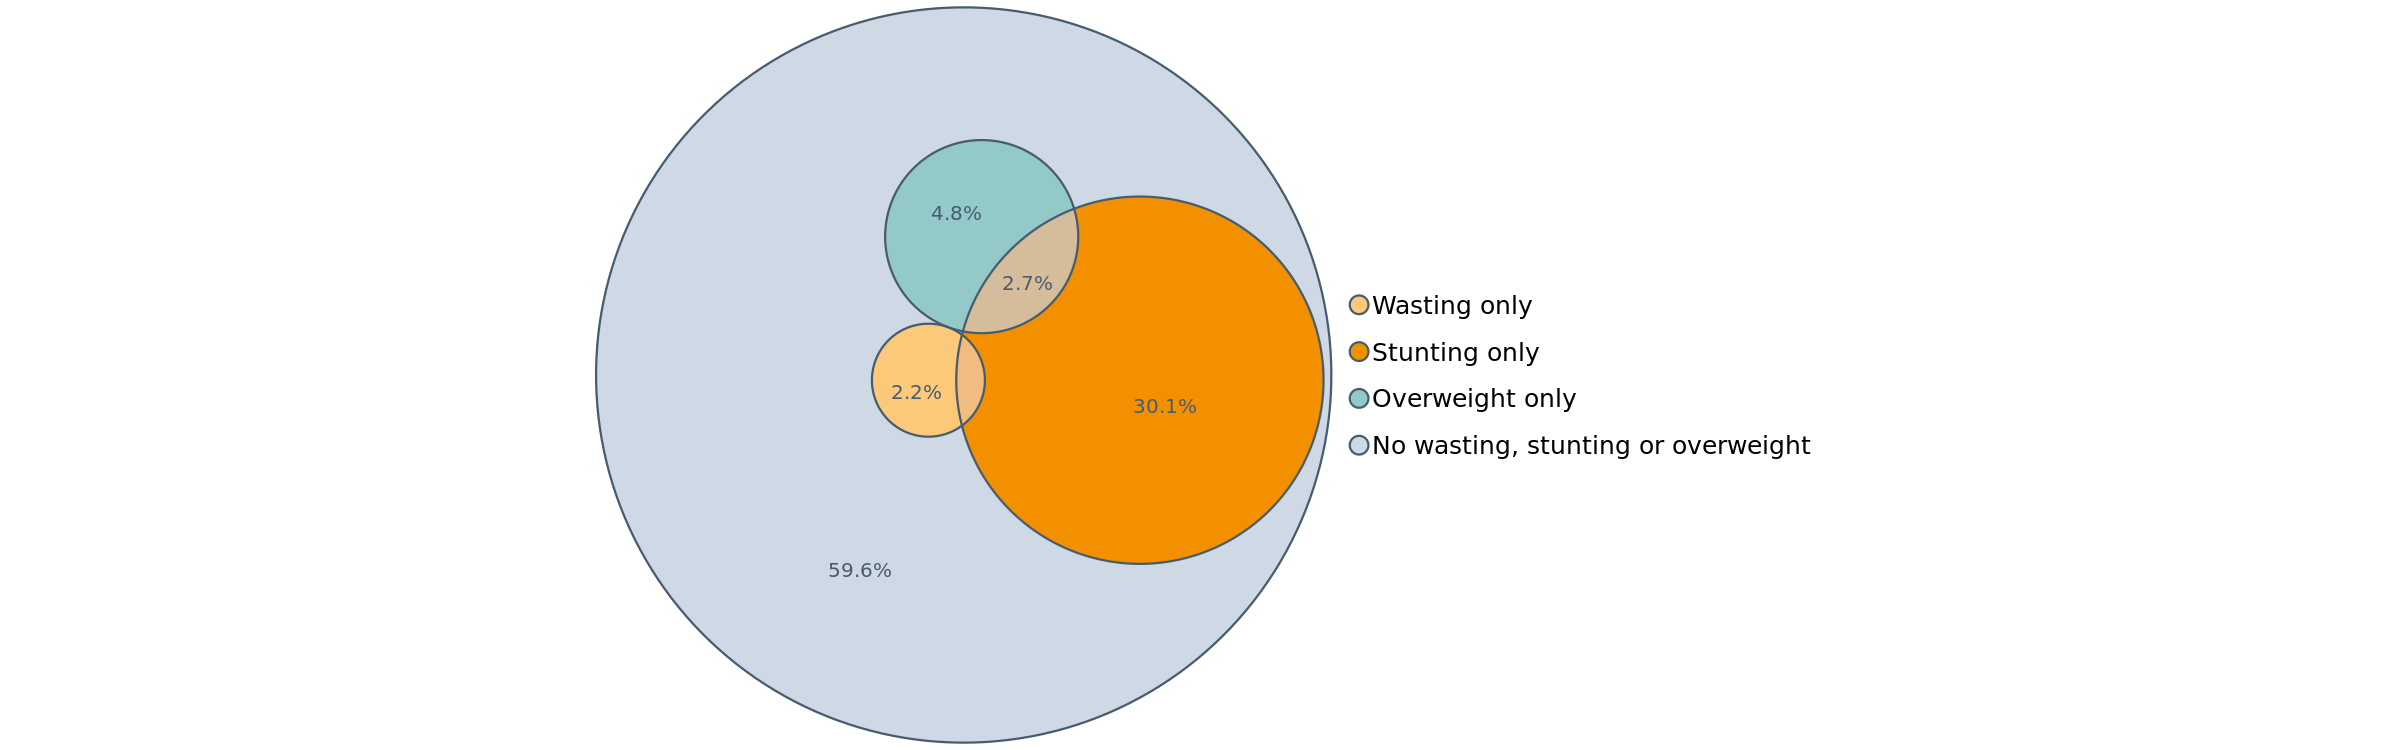 4.8%
2.7%
2.2%
30.1%
59.6%
Wasting only
Stunting only
Overweight only
No wasting, stunting or overweight